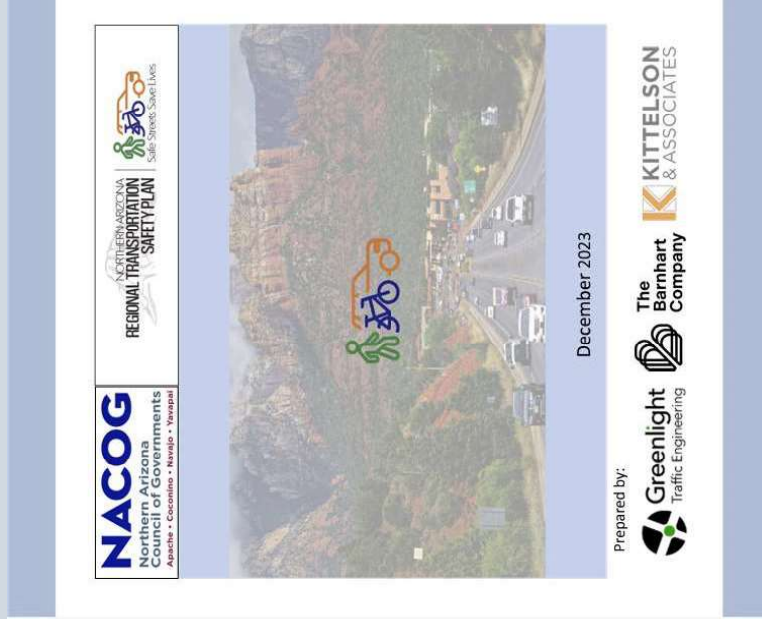 NACOG
Northern Arizona
Council of Governments
Apache • Coconino • Navajo • Yavapai
NORTHERN ARIZONA
REGIONAL TRANSPORTATION
SAFETY PLAN
Safe Streets Save Lives
December 2023
Prepared by:
Greenlight
Traffic Engineering
The
Barnhart
Company
KITTELSON
& ASSOCIATES